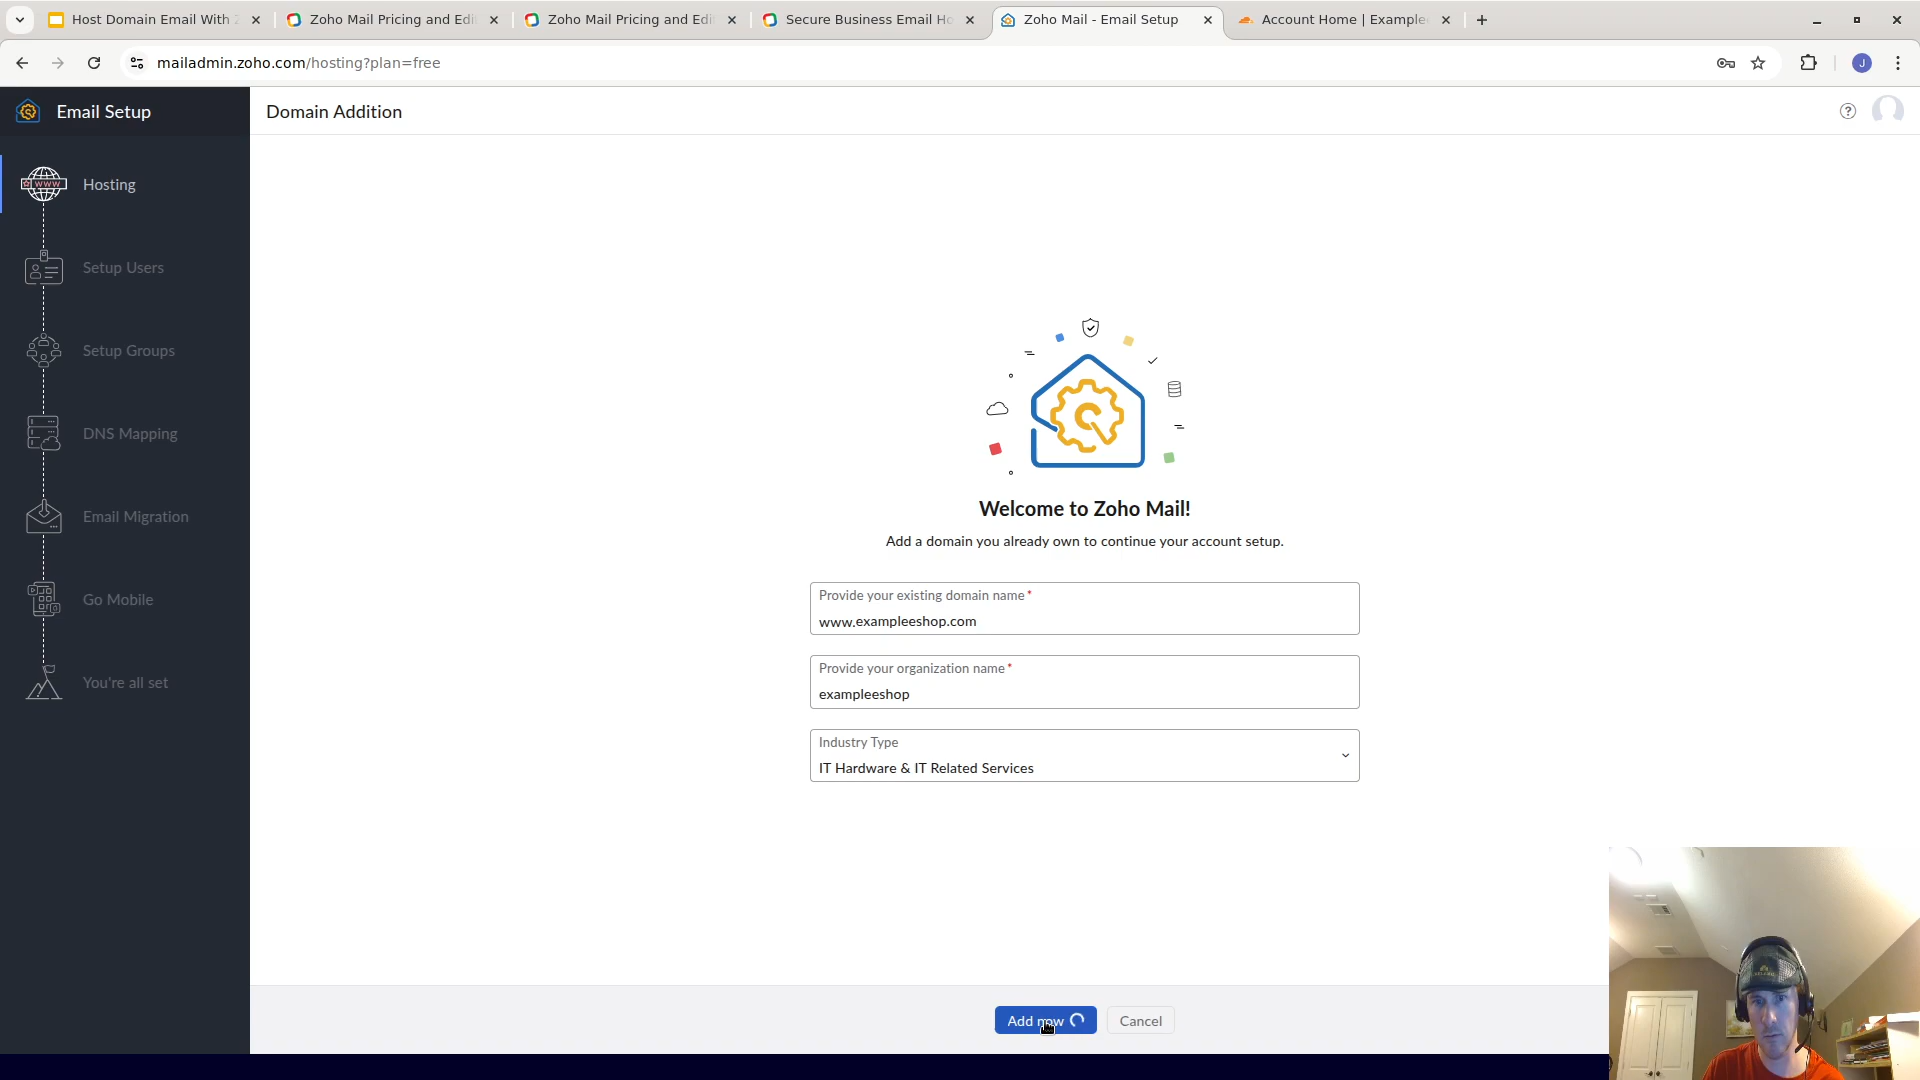 Host Domain Email With
Zoho Mail Pricing and Edi
Zoho Mail Pricing and Edi
Secure Business Email Ho
Zoho Mail - Email Setup
Account Home | Example
mailadmin.zoho.com/hosting?plan=free
J
Email Setup
Domain Addition
WWW
Hosting
Setup Users
Setup Groups
DNS Mapping
Email Migration
Go Mobile
You're all set
Welcome to Zoho Mail!
Add a domain you already own to continue your account setup.
Provide your existing domain name *
www.exampleeshop.com
Provide your organization name *
exampleeshop
Industry Type
IT Hardware & IT Related Services
Add now
Cancel